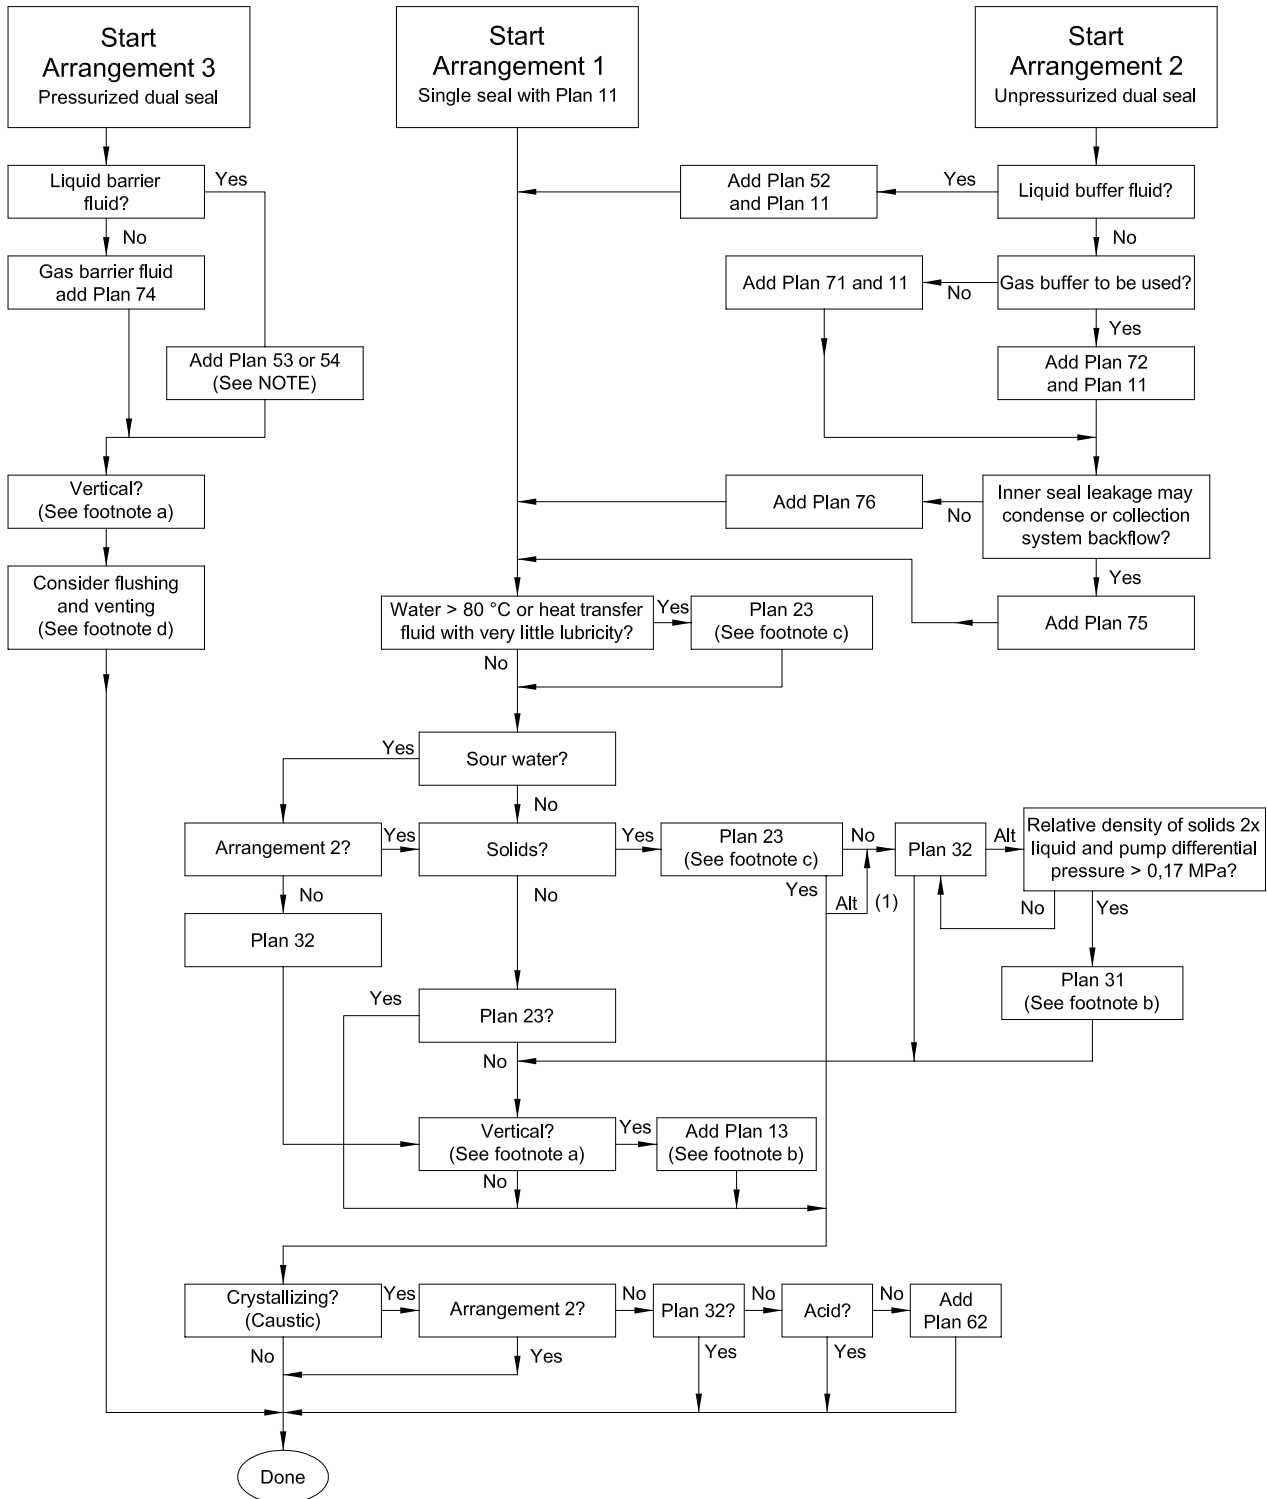 Start
Arrangement 3
Pressurized dual seal
Start
Arrangement 1
Single seal with Plan 11
Start
Arrangement 2
Unpressurized dual seal
Liquid barrier
fluid?
Yes
No
Gas barrier fluid
add Plan 74
Add Plan 53 or 54
(See NOTE)
Vertical?
(See footnote a)
Consider flushing
and venting
(See footnote d)
Add Plan 52
and Plan 11
Yes
Liquid buffer fluid?
No
Add Plan 71 and 11
No
Gas buffer to be used?
Yes
Add Plan 72
and Plan 11
Add Plan 76
No
Inner seal leakage may
condense or collection
system backflow?
Yes
Add Plan 75
Water > 80 °C or heat transfer
fluid with very little lubricity?
Yes
Plan 23
(See footnote c)
No
Yes
Sour water?
No
Arrangement 2?
Yes
Solids?
Yes
Plan 23
(See footnote c)
No
Plan 32
Alt
Relative density of solids 2x
liquid and pump differential
pressure > 0,17 MPa?
No
No
Yes
Alt
(1)
No
Yes
Plan 32
Plan 31
(See footnote b)
Yes
Plan 23?
No
Vertical?
(See footnote a)
Yes
Add Plan 13
(See footnote b)
No
Crystallizing?
(Caustic)
Yes
Arrangement 2?
No
Plan 32?
No
Acid?
No
Add
Plan 62
No
Yes
Yes
Yes
Done